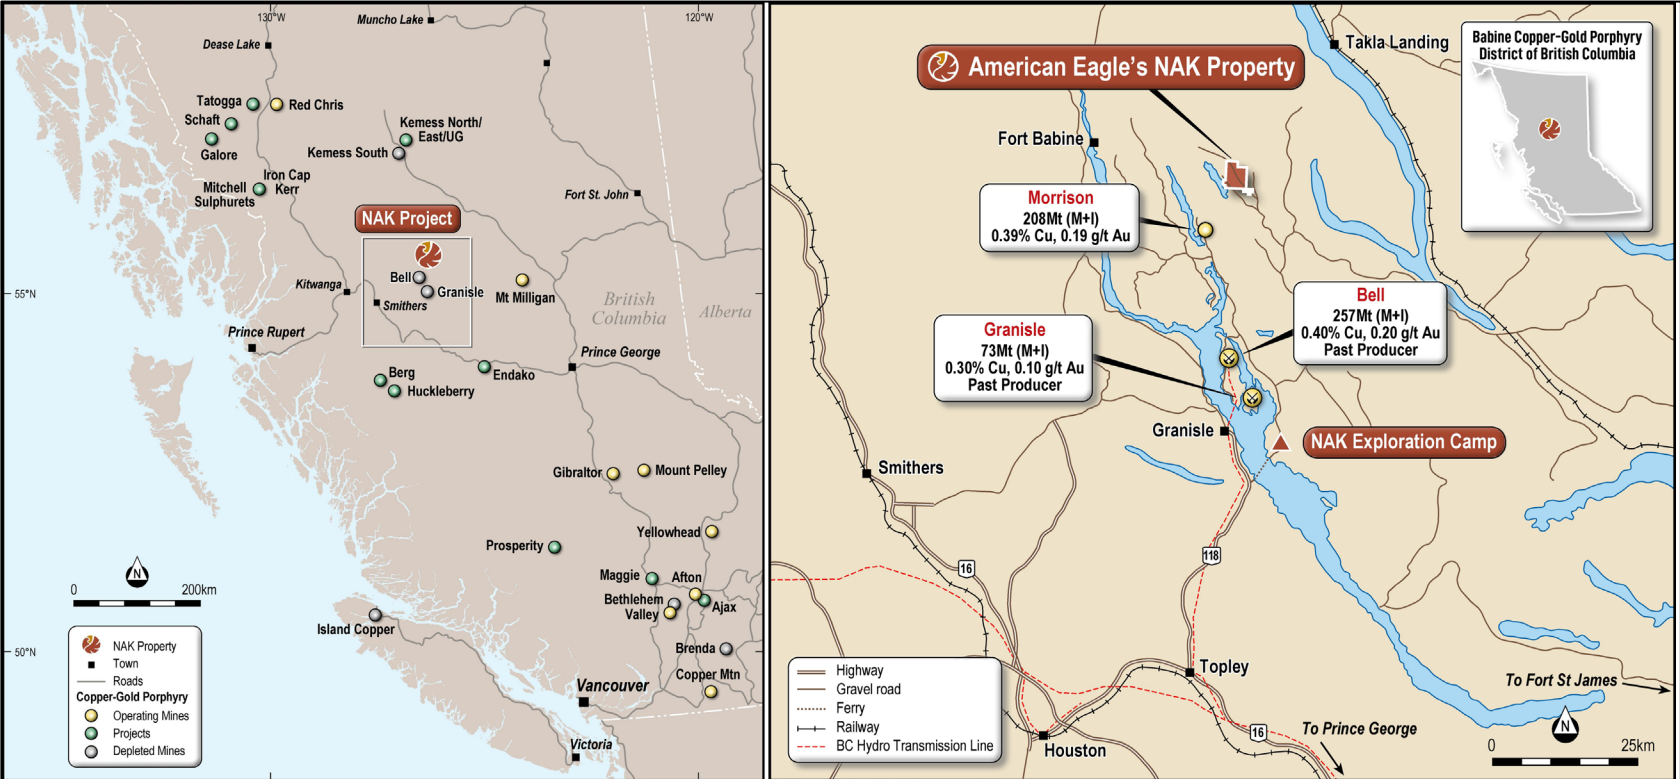 130°W
120°W
Muncho Lake
Dease Lake
Tatogga
Red Chris
Schaft
Galore
Kemess North/
East/UG
Kemess South
Iron Cap
Mitchell
Kerr
Sulphurets
Fort St. John
NAK Project
Bell
Granisle
Kitwanga
Smithers
Mt Milligan
55°N
British
Columbia
Alberta
Prince Rupert
Prince George
Berg
Huckleberry
Endako
Gibraltor
Mount Pelley
Yellowhead
Prosperity
Maggie
Afton
Bethlehem
Valley
Ajax
Island Copper
Brenda
Copper Mtn
50°N
Vancouver
Victoria
N
0
200km
NAK Property
Town
Roads
Copper-Gold Porphyry
Operating Mines
Projects
Depleted Mines
American Eagle's NAK Property
Takla Landing
Babine Copper-Gold Porphyry
District of British Columbia
Fort Babine
Morrison
208Mt (M+I)
0.39% Cu, 0.19 g/t Au
Bell
257Mt (M+I)
0.40% Cu, 0.20 g/t Au
Past Producer
Granisle
73Mt (M+I)
0.30% Cu, 0.10 g/t Au
Past Producer
Granisle
NAK Exploration Camp
Smithers
16
118
Topley
Houston
16
To Fort St James
To Prince George
Highway
Gravel road
Ferry
Railway
BC Hydro Transmission Line
N
0
25km